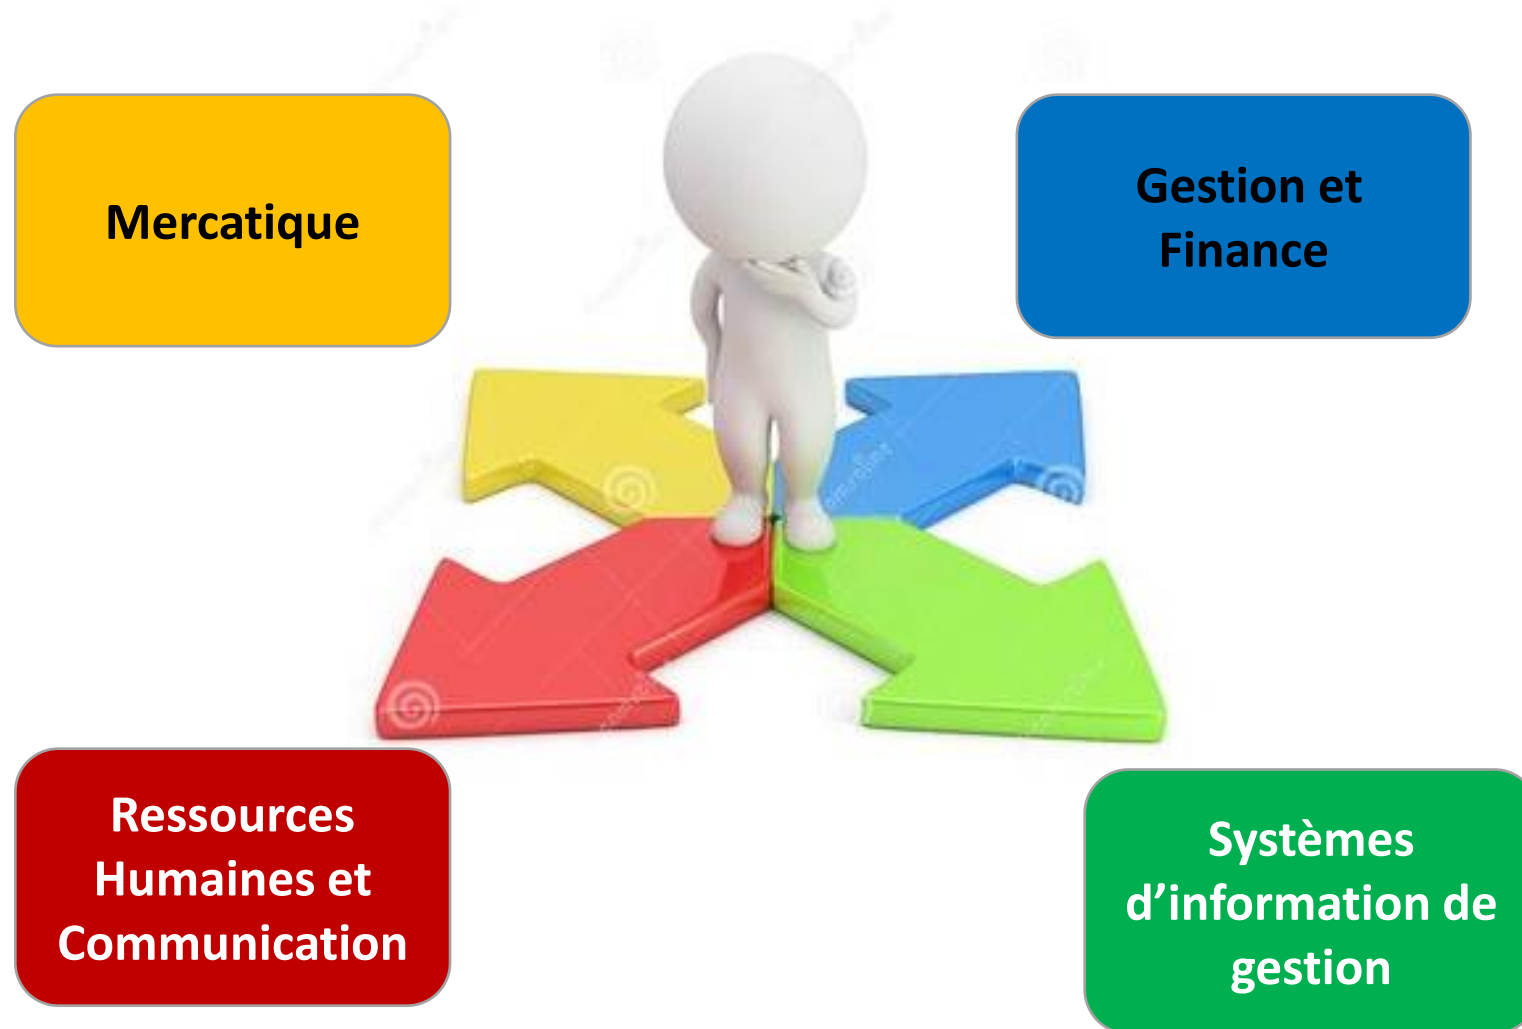 Mercatique
Gestion et
Finance
Ressources
Humaines et
Communication
Systèmes
d’information de
gestion